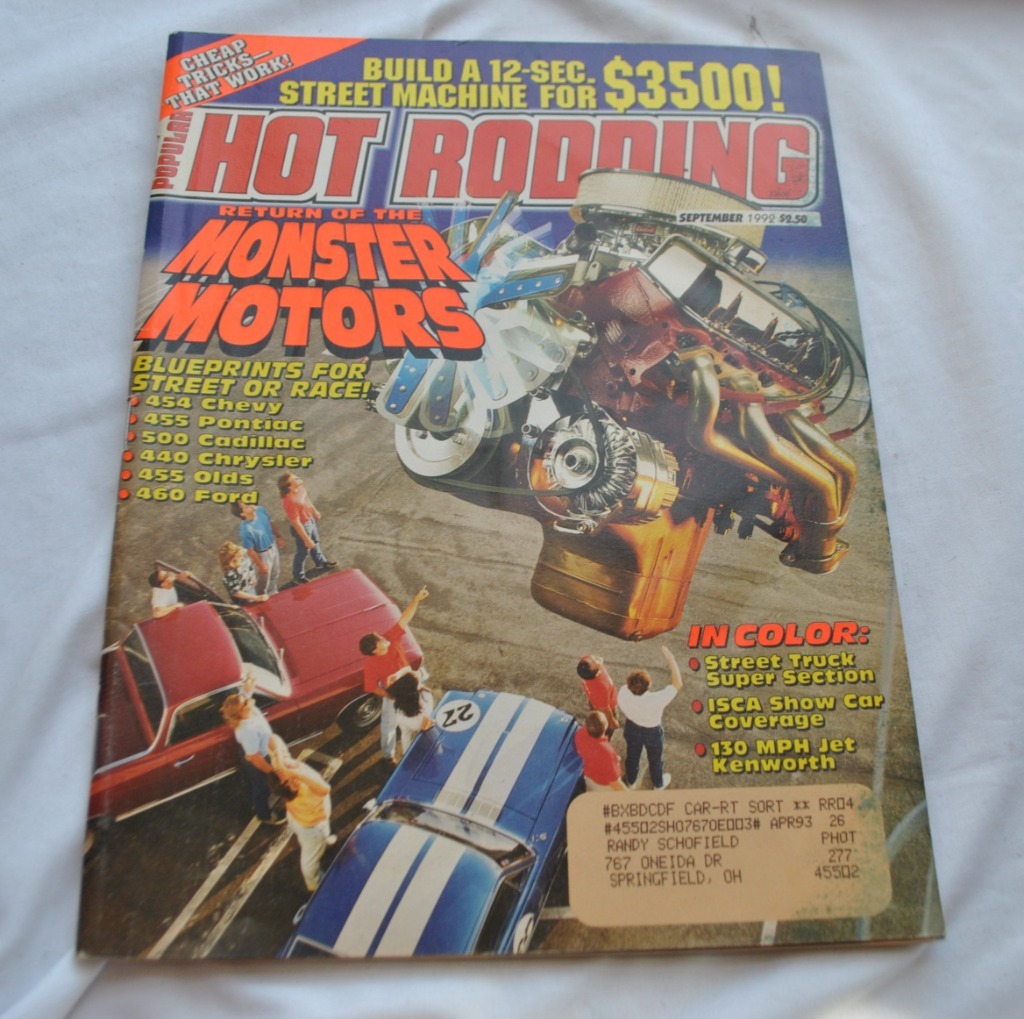 CHEAP
TRICKS—
THAT WORK!
BUILD A 12-SEC.
STREET MACHINE FOR $3500!
POPULAR
HOT RODDING
SEPTEMBER 1992 $2.50
RETURN OF THE
MONSTER
MOTORS
BLUEPRINTS FOR
STREET OR RACE!
• 454 Chevy
• 455 Pontiac
• 500 Cadillac
• 440 Chrysler
• 455 Olds
• 460 Ford
IN COLOR:
• Street Truck
Super Section
• ISCA Show Car
Coverage
• 130 MPH Jet
Kenworth
22
#BXBDCDF CAR-RT SORT ** RR04
#45502SH07670E003# APR93 26
RANDY SCHOFIELD PHOT
767 ONEIDA DR 277
SPRINGFIELD, OH 45502